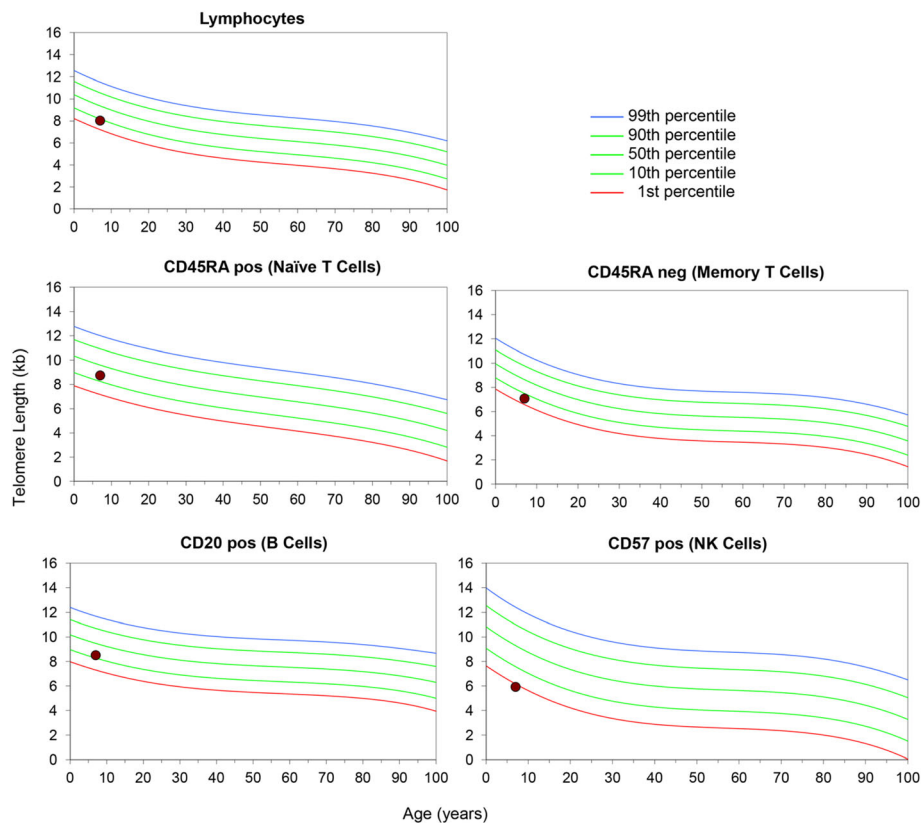 Lymphocytes
16
14
12
10
8
6
4
2
0
0 10 20 30 40 50 60 70 80 90 100
99th percentile
90th percentile
50th percentile
10th percentile
1st percentile
CD45RA pos (Naïve T Cells)
16
14
12
10
8
6
4
2
0
0 10 20 30 40 50 60 70 80 90 100
CD45RA neg (Memory T Cells)
16
14
12
10
8
6
4
2
0
0 10 20 30 40 50 60 70 80 90 100
Telomere Length (kb)
CD20 pos (B Cells)
16
14
12
10
8
6
4
2
0
0 10 20 30 40 50 60 70 80 90 100
CD57 pos (NK Cells)
16
14
12
10
8
6
4
2
0
0 10 20 30 40 50 60 70 80 90 100
Age (years)